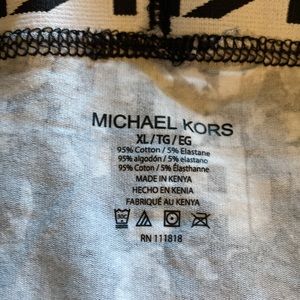 MICHAEL KORS
XL / TG / EG
95% Cotton / 5% Elastane
95% algodón / 5% elastano
95% Coton / 5% Élasthanne
MADE IN KENYA
HECHO EN KENIA
FABRIQUÉ AU KENYA
RN 111818